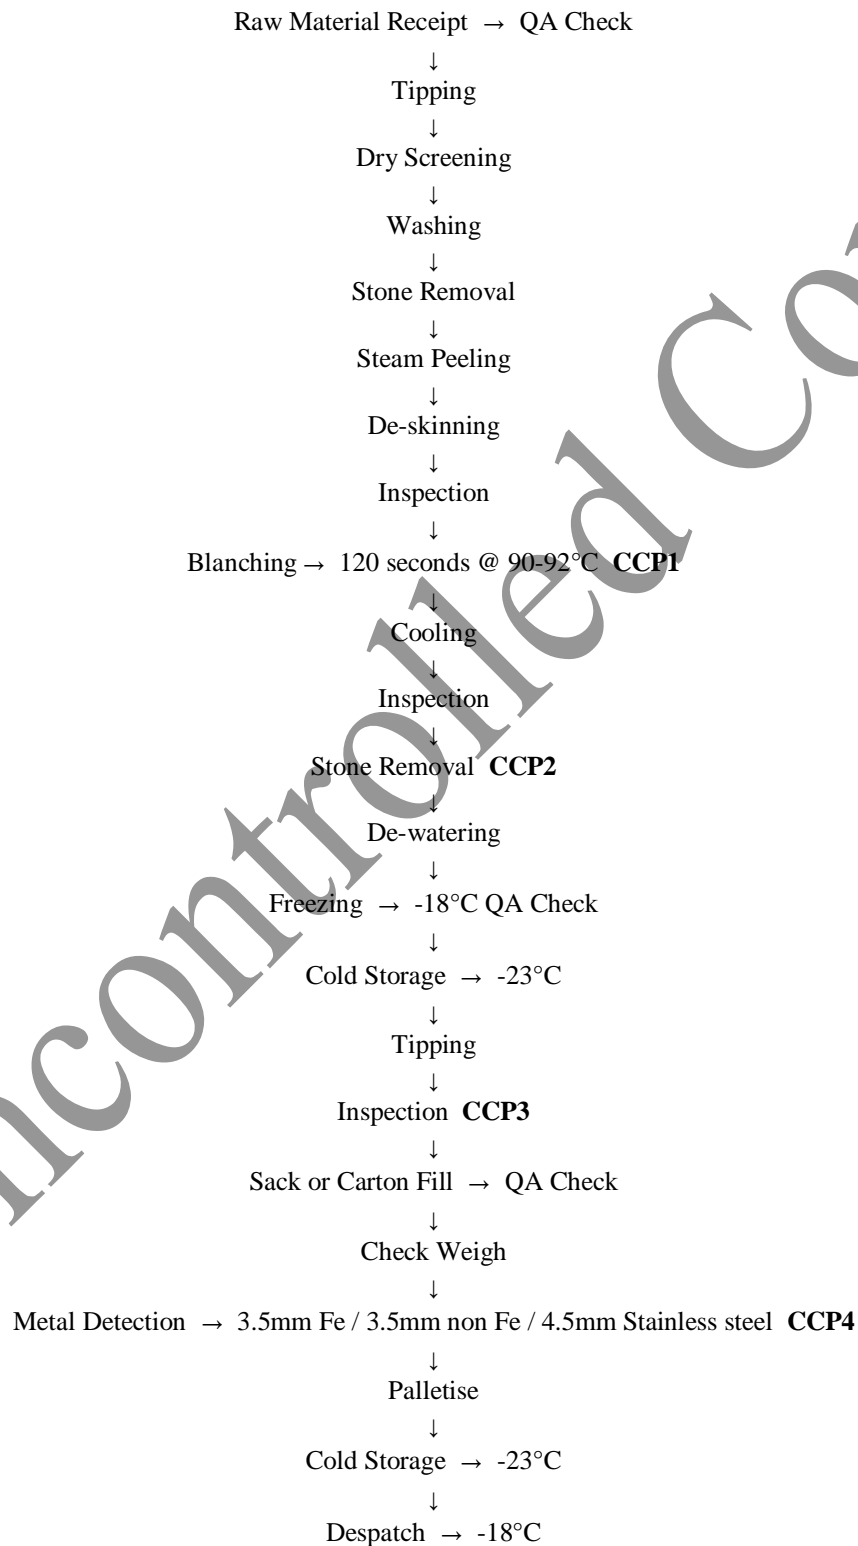 Raw Material Receipt → QA Check
↓
Tipping
↓
Dry Screening
↓
Washing
↓
Stone Removal
↓
Steam Peeling
↓
De-skinning
↓
Inspection
↓
Blanching → 120 seconds @ 90-92°C CCP1
↓
Cooling
↓
Inspection
↓
Stone Removal CCP2
↓
De-watering
↓
Freezing → -18°C QA Check
↓
Cold Storage → -23°C
↓
Tipping
↓
Inspection CCP3
↓
Sack or Carton Fill → QA Check
↓
Check Weigh
↓
Metal Detection → 3.5mm Fe / 3.5mm non Fe / 4.5mm Stainless steel CCP4
↓
Palletise
↓
Cold Storage → -23°C
↓
Despatch → -18°C
ncontrolled Co